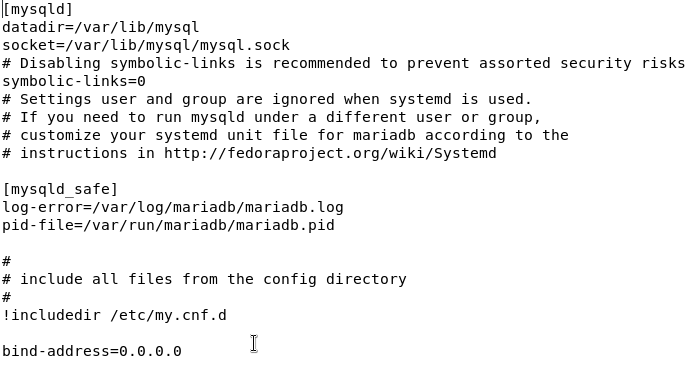 [mysqld]
datadir=/var/lib/mysql
socket=/var/lib/mysql/mysql.sock
# Disabling symbolic-links is recommended to prevent assorted security risks
symbolic-links=0
# Settings user and group are ignored when systemd is used.
# If you need to run mysqld under a different user or group,
# customize your systemd unit file for mariadb according to the
# instructions in http://fedoraproject.org/wiki/Systemd
[mysqld_safe]
log-error=/var/log/mariadb/mariadb.log
pid-file=/var/run/mariadb/mariadb.pid
#
# include all files from the config directory
#
!includedir /etc/my.cnf.d
bind-address=0.0.0.0